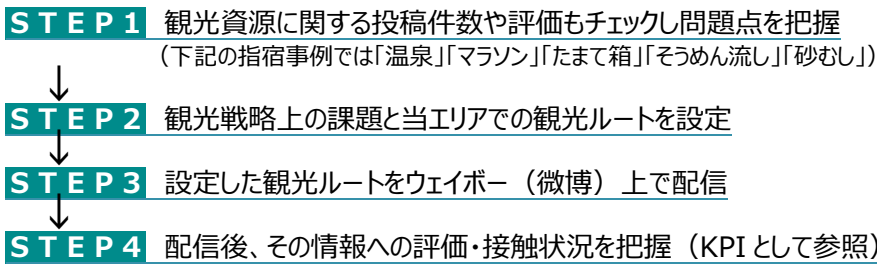 STEP1 観光資源に関する投稿件数や評価もチェックし問題点を把握
（下記の指宿事例では「温泉」「マラソン」「たまて箱」「そうめん流し」「砂むし」）
↓
STEP2 観光戦略上の課題と当エリアでの観光ルートを設定
↓
STEP3 設定した観光ルートをウェイボー（微博）上で配信
↓
STEP4 配信後、その情報への評価・接触状況を把握（KPIとして参照）